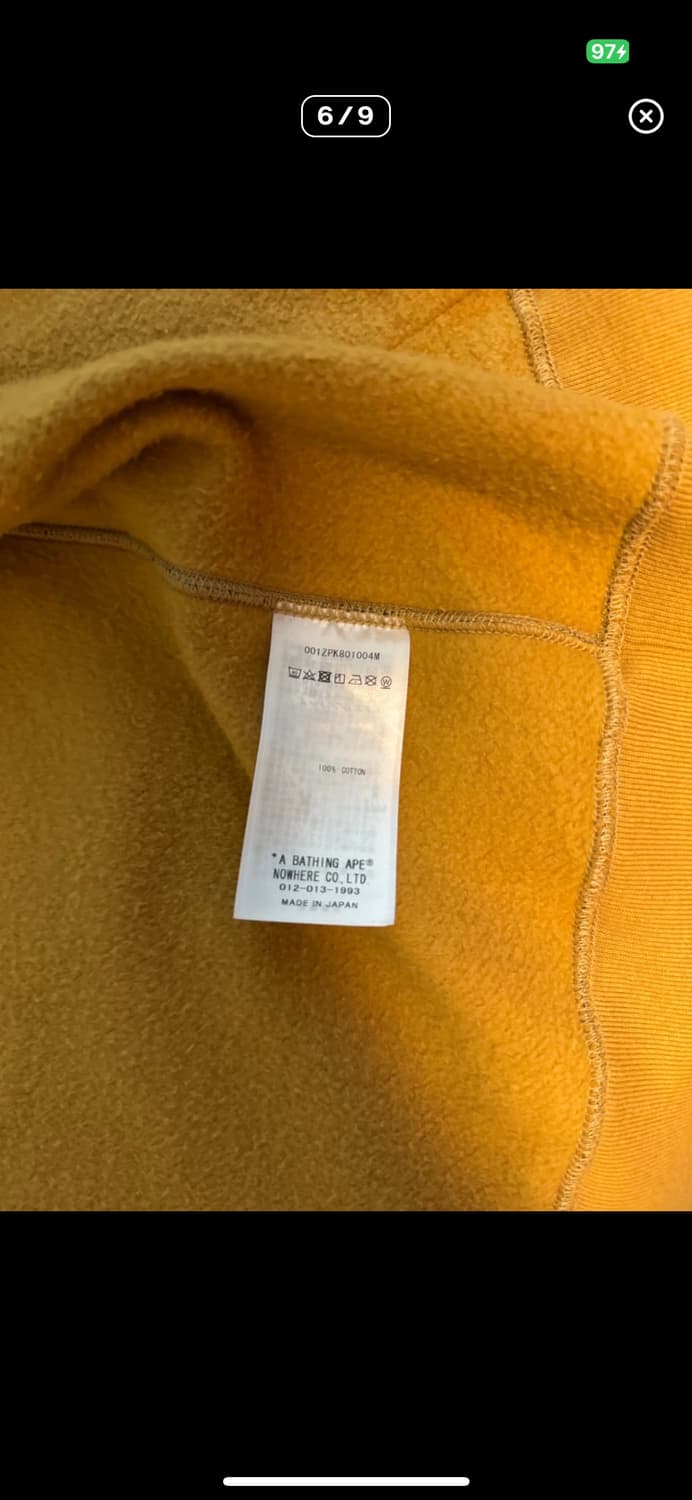 97
6/9
001ZPK801004M
100% COTTON
*A BATHING APE®
NOWHERE CO., LTD.
012-013-1993
MADE IN JAPAN